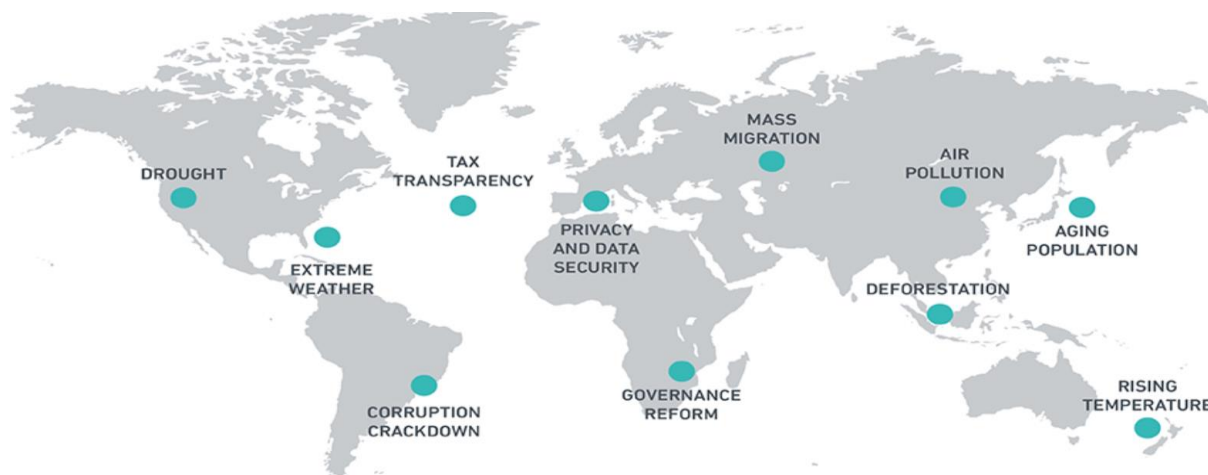 MASS
MIGRATION
TAX
TRANSPARENCY
DROUGHT
AIR
POLLUTION
PRIVACY
AND DATA
SECURITY
AGING
POPULATION
EXTREME
WEATHER
DEFORESTATION
CORRUPTION
CRACKDOWN
GOVERNANCE
REFORM
RISING
TEMPERATURE